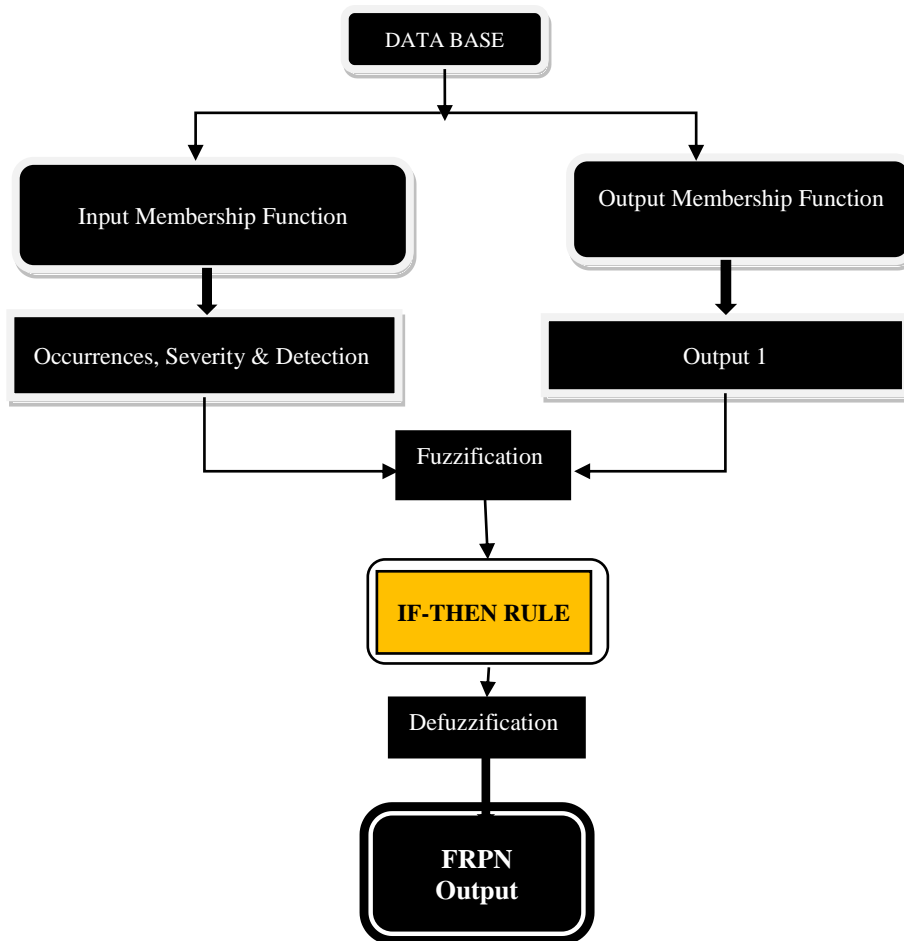 DATA BASE
Input Membership Function
Output Membership Function
Occurrences, Severity & Detection
Output 1
Fuzzification
IF-THEN RULE
Defuzzification
FRPN
Output